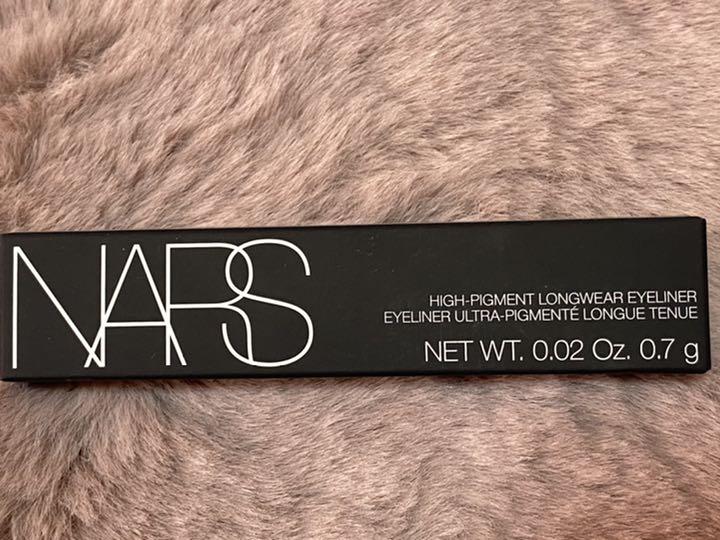 NARS
HIGH-PIGMENT LONGWEAR EYELINER
EYELINER ULTRA-PIGMENTÉ LONGUE TENUE
NET WT. 0.02 Oz. 0.7 g